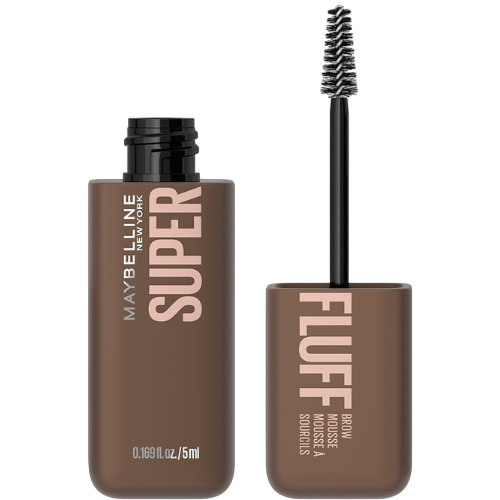 MAYBELLINE
NEW YORK
SUPER
0.169 fl. oz. / 5ml
FLUFF
BROW
MOUSSE
MOUSSE À
SOURCILS